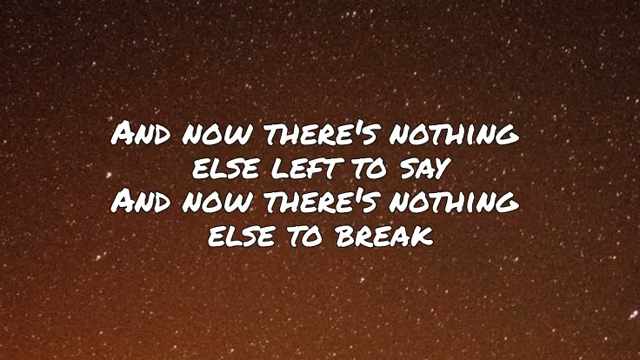 And now there's nothing
else left to say
And now there's nothing
else to break